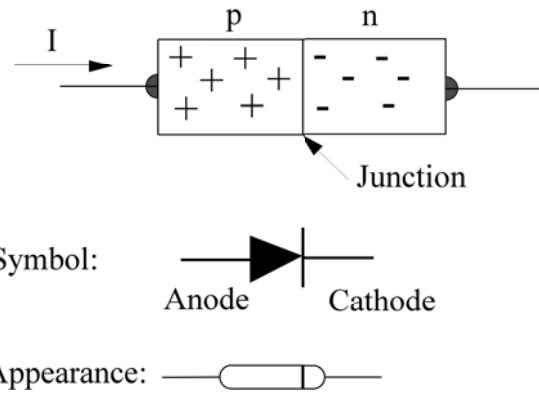 p n
I
Junction
Symbol:
Anode Cathode
Appearance: